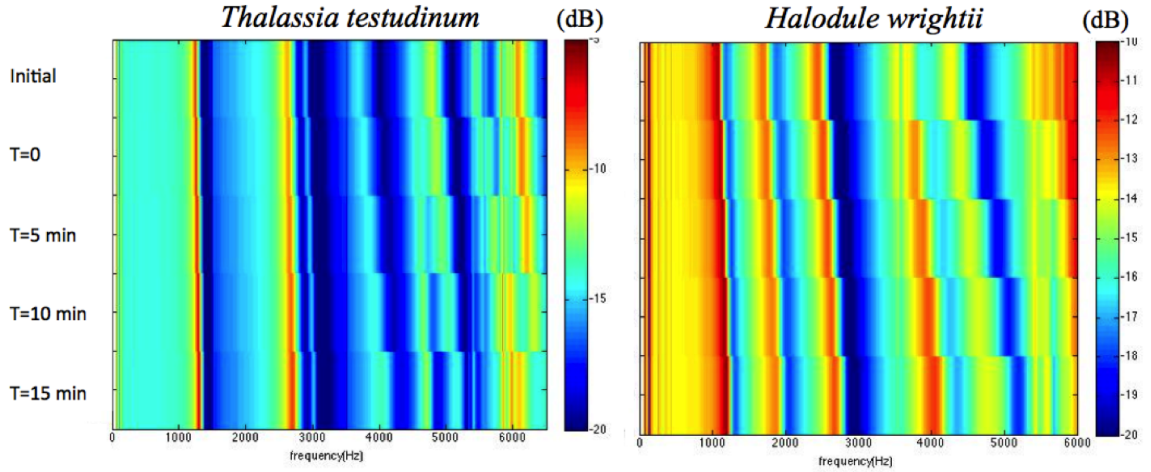 Thalassia testudinum (dB) Halodule wrightii (dB)
Initial
T=0
T=5 min
T=10 min
T=15 min
-5
-10
-15
-20
0 1000 2000 3000 4000 5000 6000
frequency(Hz)
-10
-11
-12
-13
-14
-15
-16
-17
-18
-19
-20
0 1000 2000 3000 4000 5000 6000
frequency(Hz)